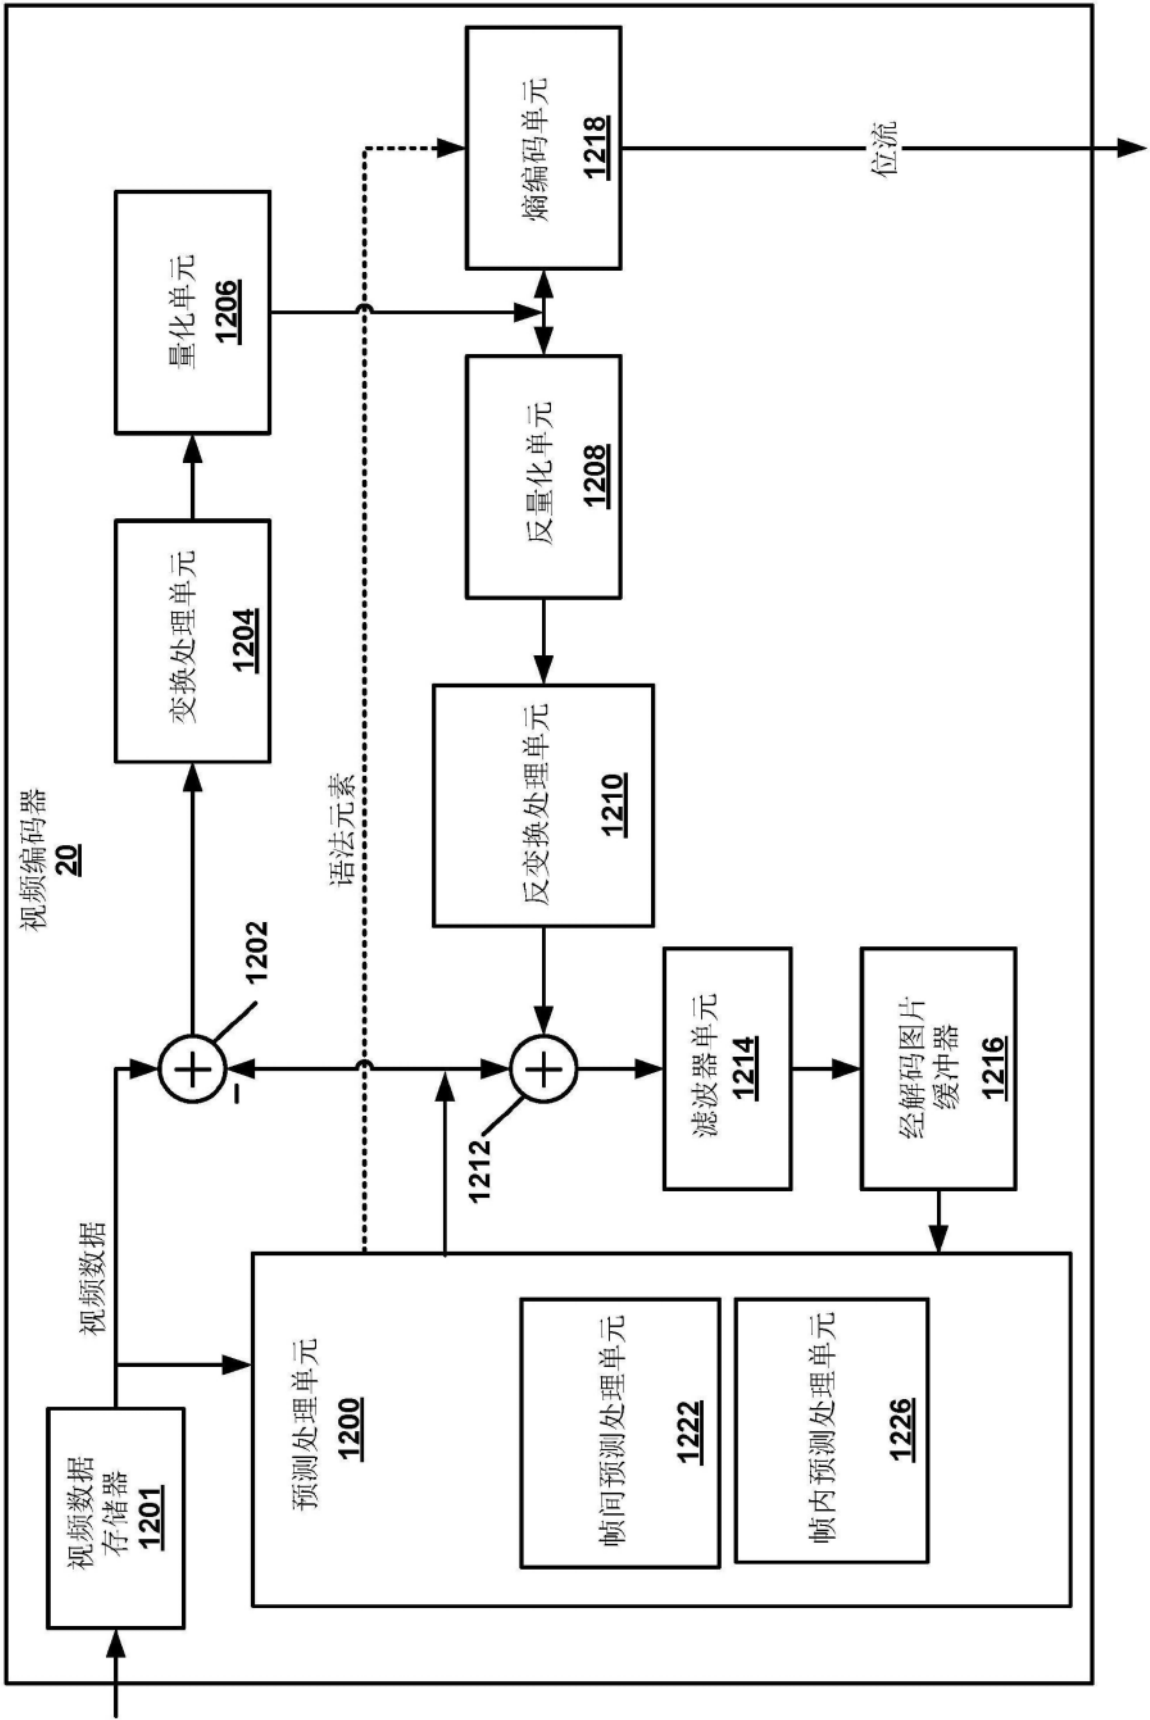 视频编码器
20
视频数据
存储器
1201
视频数据
1202
-
变换处理单元
1204
量化单元
1206
语法元素
预测处理单元
1200
帧间预测处理单元
1222
帧内预测处理单元
1226
1212
反变换处理单元
1210
反量化单元
1208
熵编码单元
1218
滤波器单元
1214
经解码图片
缓冲器
1216
位流